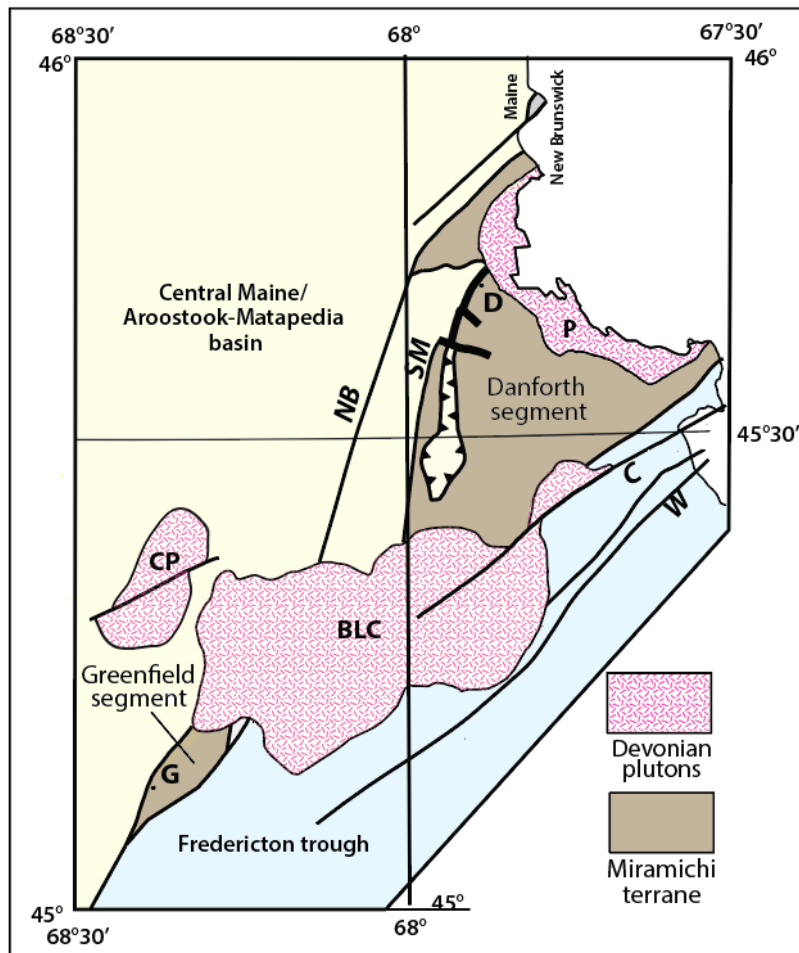 68°30'
68°
67°30'
46°
46°
Maine
New Brunswick
Central Maine/
Aroostook-Matapedia
basin
D
P
SM
NB
Danforth
segment
45°30'
C
W
CP
BLC
Greenfield
segment
G
Devonian
plutons
Fredericton trough
Miramichi
terrane
45°
45°
68°30'
68°